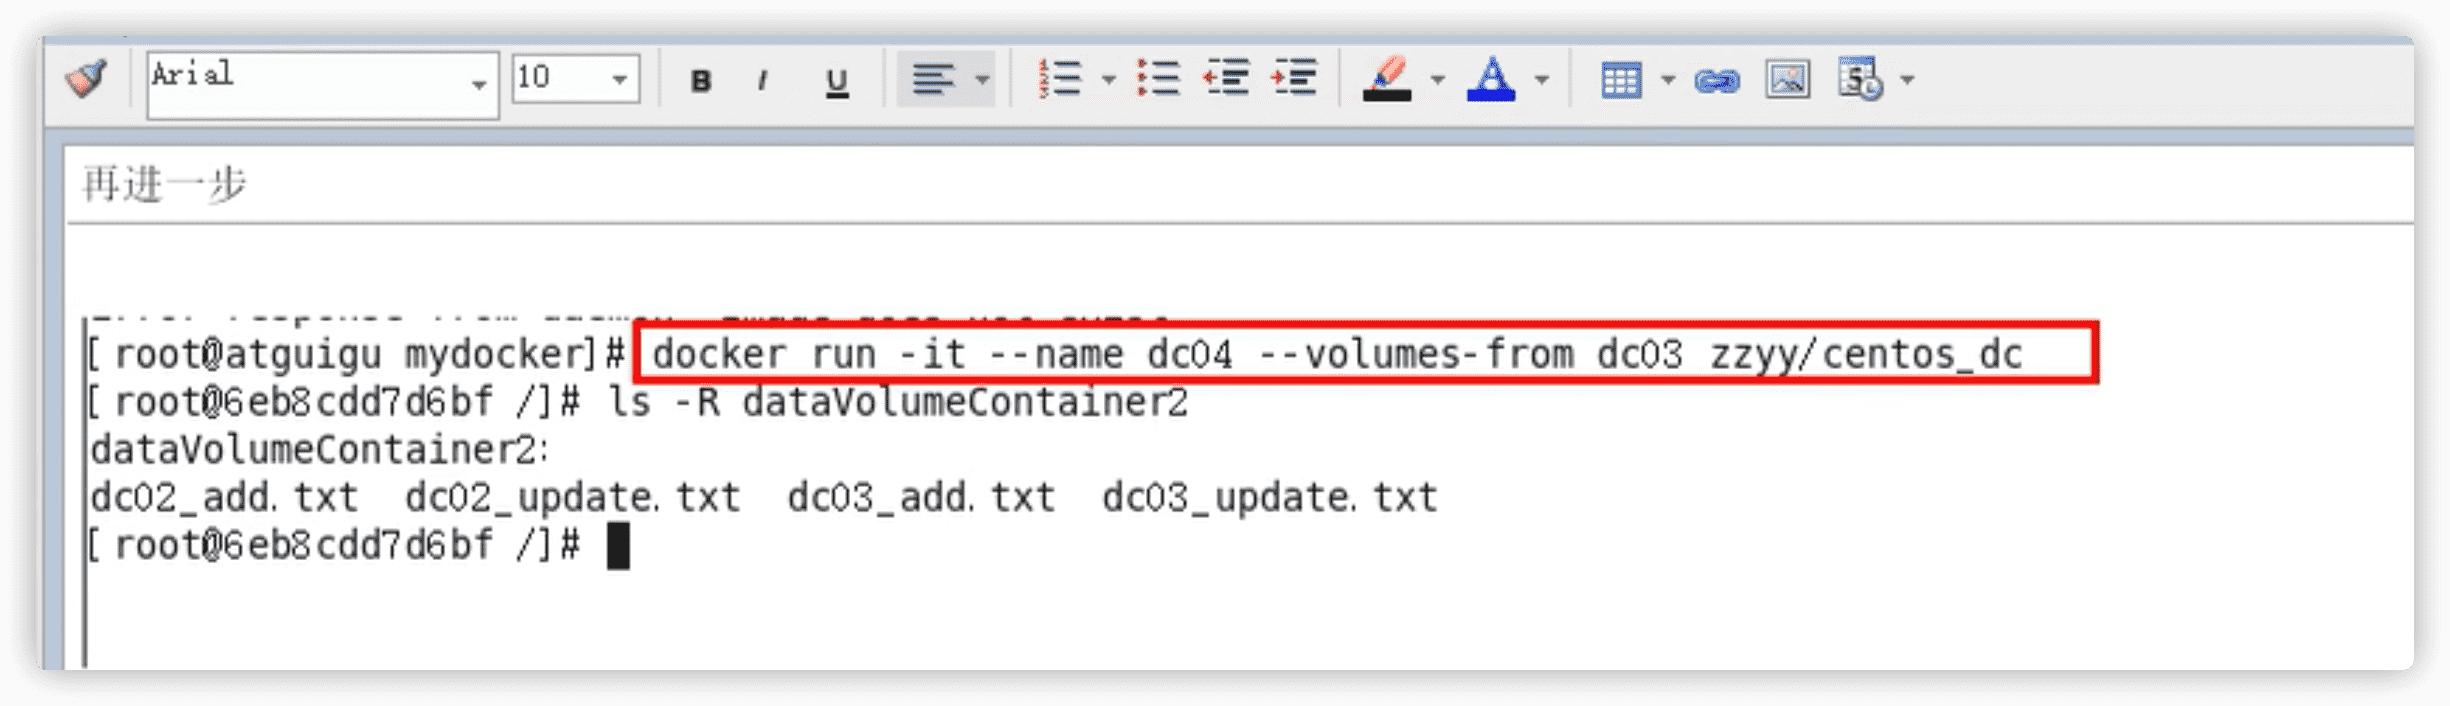 Arial 10 B I U
再进一步
[root@atguigu mydocker]# docker run -it --name dc04 --volumes-from dc03 zzyy/centos_dc
[root@6eb8cdd7d6bf /]# ls -R dataVolumeContainer2
dataVolumeContainer2:
dc02_add.txt  dc02_update.txt  dc03_add.txt  dc03_update.txt
[root@6eb8cdd7d6bf /]#